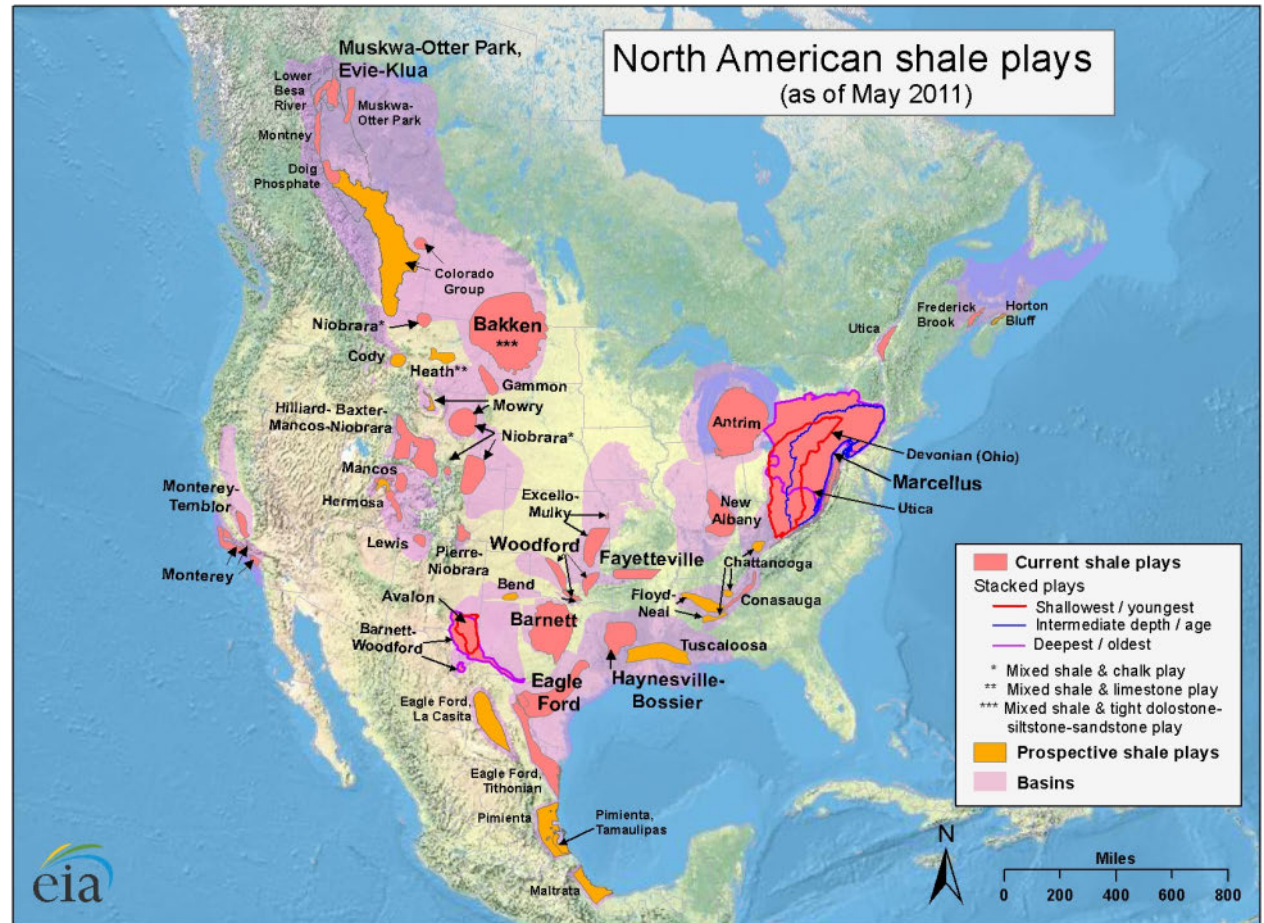 North American shale plays
(as of May 2011)
Muskwa-Otter Park,
Evie-Klua
Lower
Besa
River
Muskwa-
Otter Park
Montney
Doig
Phosphate
Colorado
Group
Niobrara*
Bakken
***
Cody
Heath**
Gammon
Mowry
Hilliard- Baxter-
Mancos-Niobrara
Niobrara*
Mancos
Hermosa
Monterey-
Temblor
Monterey
Lewis
Pierre-
Niobrara
Excello-
Mulky
Woodford
Fayetteville
Bend
Avalon
Barnett
Barnett-
Woodford
Eagle
Ford
Eagle Ford,
La Casita
Eagle Ford,
Tithonian
Pimienta
Pimienta,
Tamaulipas
Maltrata
Haynesville-
Bossier
Tuscaloosa
Floyd-
Neal
Conasauga
Chattanooga
New
Albany
Antrim
Devonian (Ohio)
Marcellus
Utica
Utica
Frederick
Brook
Horton
Bluff
Current shale plays
Stacked plays
Shallowest / youngest
Intermediate depth / age
Deepest / oldest
* Mixed shale & chalk play
** Mixed shale & limestone play
*** Mixed shale & tight dolostone-
siltstone-sandstone play
Prospective shale plays
Basins
N
Miles
0 200 400 600 800
eia